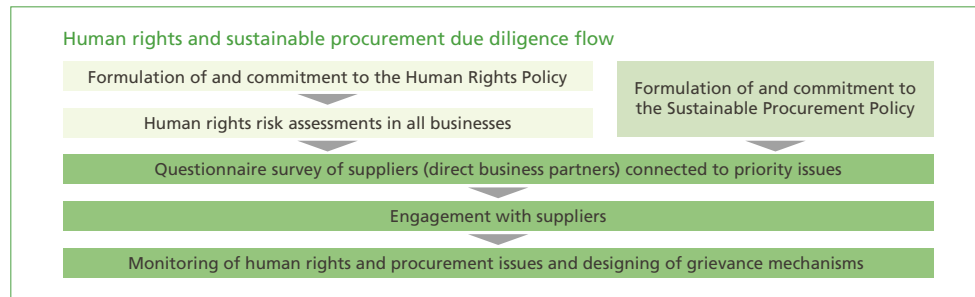 Human rights and sustainable procurement due diligence flow
Formulation of and commitment to the Human Rights Policy
Human rights risk assessments in all businesses
Formulation of and commitment to
the Sustainable Procurement Policy
Questionnaire survey of suppliers (direct business partners) connected to priority issues
Engagement with suppliers
Monitoring of human rights and procurement issues and designing of grievance mechanisms